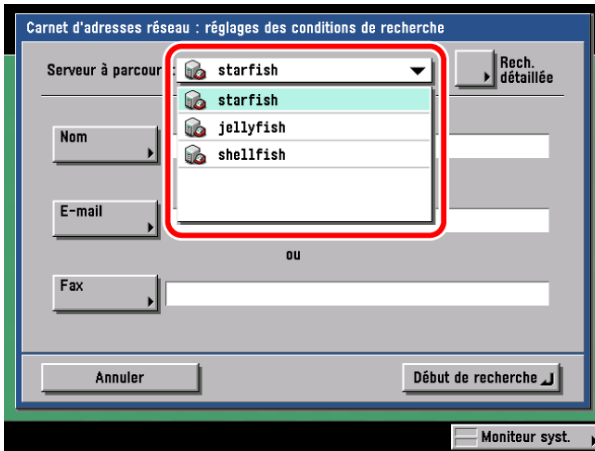 Carnet d'adresses réseau : réglages des conditions de recherche
Serveur à parcour : starfish
Rech.
détaillée
starfish
jellyfish
shellfish
Nom
E-mail
ou
Fax
Annuler
Début de recherche
Moniteur syst.